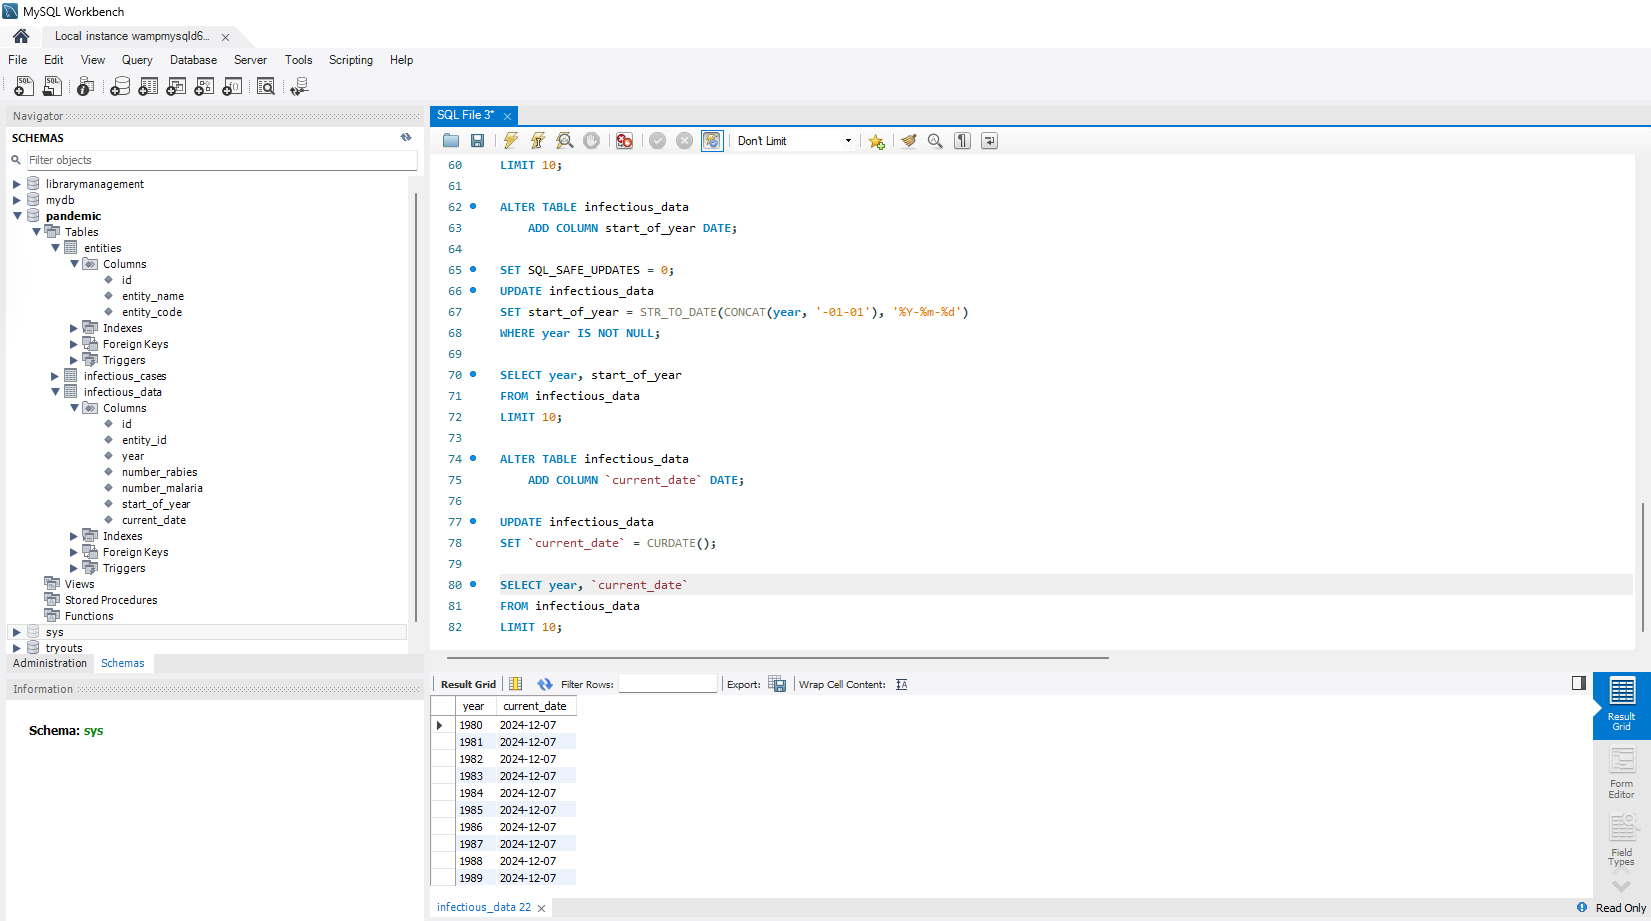 MySQL Workbench
Local instance wampmysqld6...
File Edit View Query Database Server Tools Scripting Help
Navigator
SCHEMAS
Filter objects
librarymanagement
mydb
pandemic
Tables
entities
Columns
id
entity_name
entity_code
Indexes
Foreign Keys
Triggers
infectious_cases
infectious_data
Columns
id
entity_id
year
number_rabies
number_malaria
start_of_year
current_date
Indexes
Foreign Keys
Triggers
Views
Stored Procedures
Functions
sys
tryouts
Administration Schemas
Information
Schema: sys
SQL File 3*
Don't Limit
60 LIMIT 10;
61
62 ALTER TABLE infectious_data
63 ADD COLUMN start_of_year DATE;
64
65 SET SQL_SAFE_UPDATES = 0;
66 UPDATE infectious_data
67 SET start_of_year = STR_TO_DATE(CONCAT(year, '-01-01'), '%Y-%m-%d')
68 WHERE year IS NOT NULL;
69
70 SELECT year, start_of_year
71 FROM infectious_data
72 LIMIT 10;
73
74 ALTER TABLE infectious_data
75 ADD COLUMN `current_date` DATE;
76
77 UPDATE infectious_data
78 SET `current_date` = CURDATE();
79
80 SELECT year, `current_date`
81 FROM infectious_data
82 LIMIT 10;
Result Grid Filter Rows: Export: Wrap Cell Content:
year current_date
1980 2024-12-07
1981 2024-12-07
1982 2024-12-07
1983 2024-12-07
1984 2024-12-07
1985 2024-12-07
1986 2024-12-07
1987 2024-12-07
1988 2024-12-07
1989 2024-12-07
Result
Grid
Form
Editor
Field
Types
infectious_data 22
Read Only